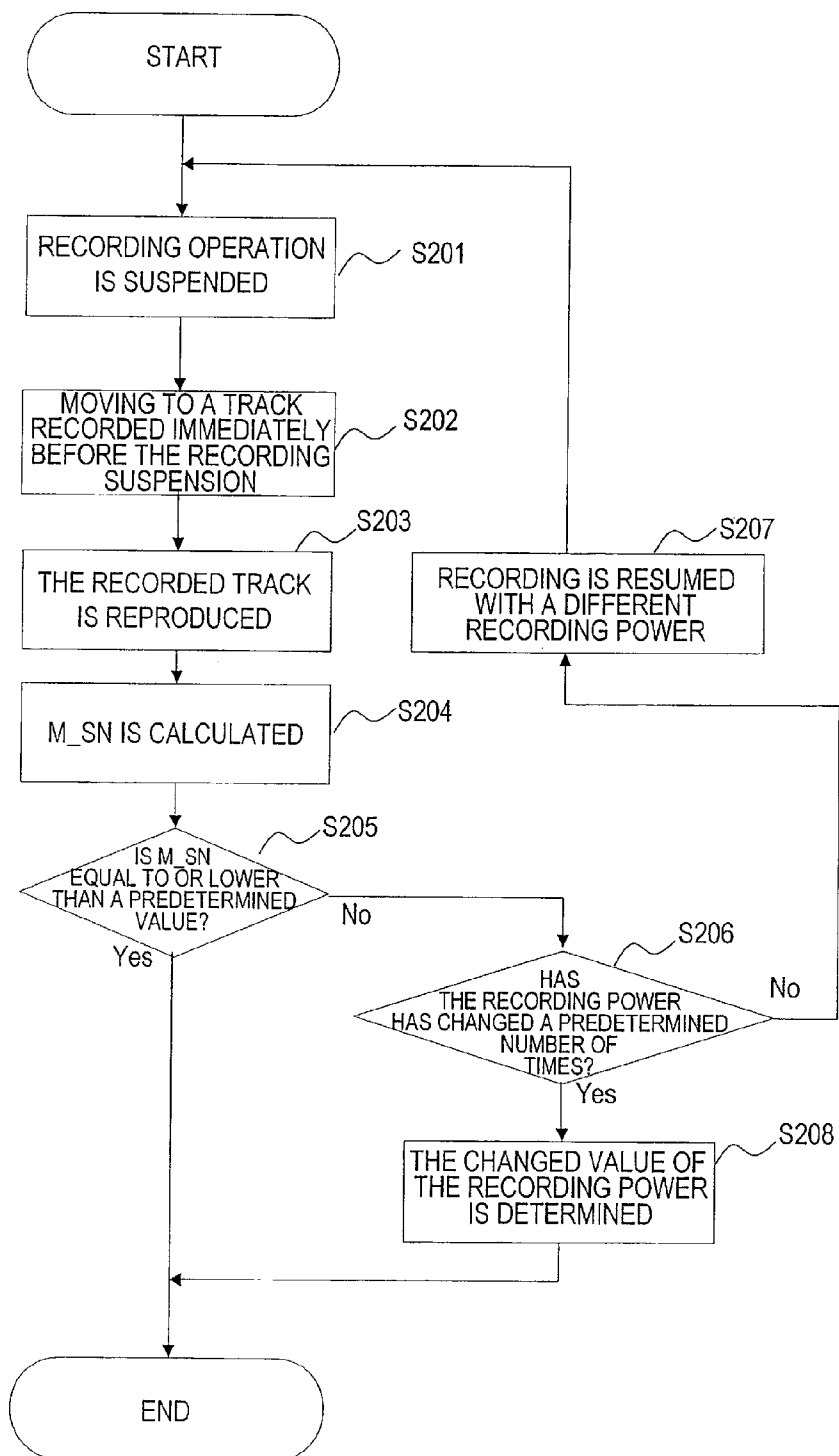 START
RECORDING OPERATION
IS SUSPENDED
S201
MOVING TO A TRACK
RECORDED IMMEDIATELY
BEFORE THE RECORDING
SUSPENSION
S202
S203
THE RECORDED TRACK
IS REPRODUCED
S207
RECORDING IS RESUMED
WITH A DIFFERENT
RECORDING POWER
S204
M_SN IS CALCULATED
S205
IS M_SN
EQUAL TO OR LOWER
THAN A PREDETERMINED
VALUE?
No
Yes
S206
HAS
THE RECORDING POWER
HAS CHANGED A PREDETERMINED
NUMBER OF
TIMES?
No
Yes
S208
THE CHANGED VALUE OF
THE RECORDING POWER
IS DETERMINED
END